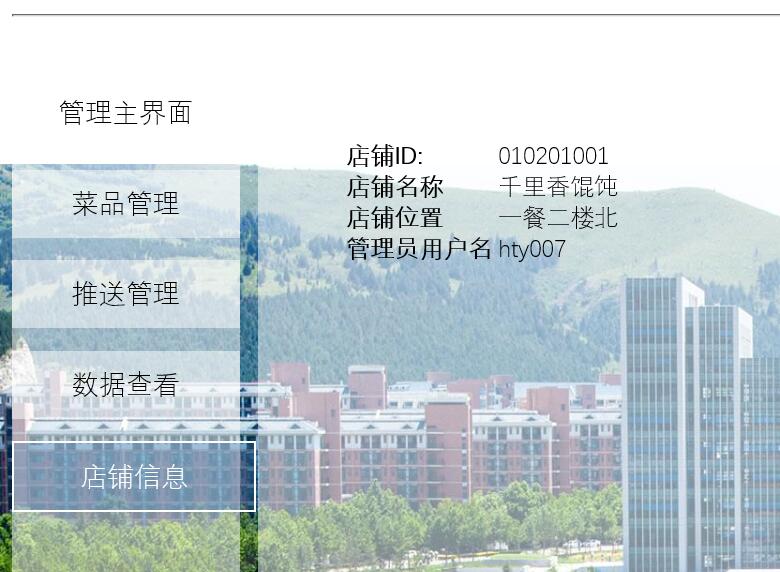 管理主界面
菜品管理
推送管理
数据查看
店铺信息
店铺ID: 010201001
店铺名称 千里香馄饨
店铺位置 一餐二楼北
管理员用户名 hty007